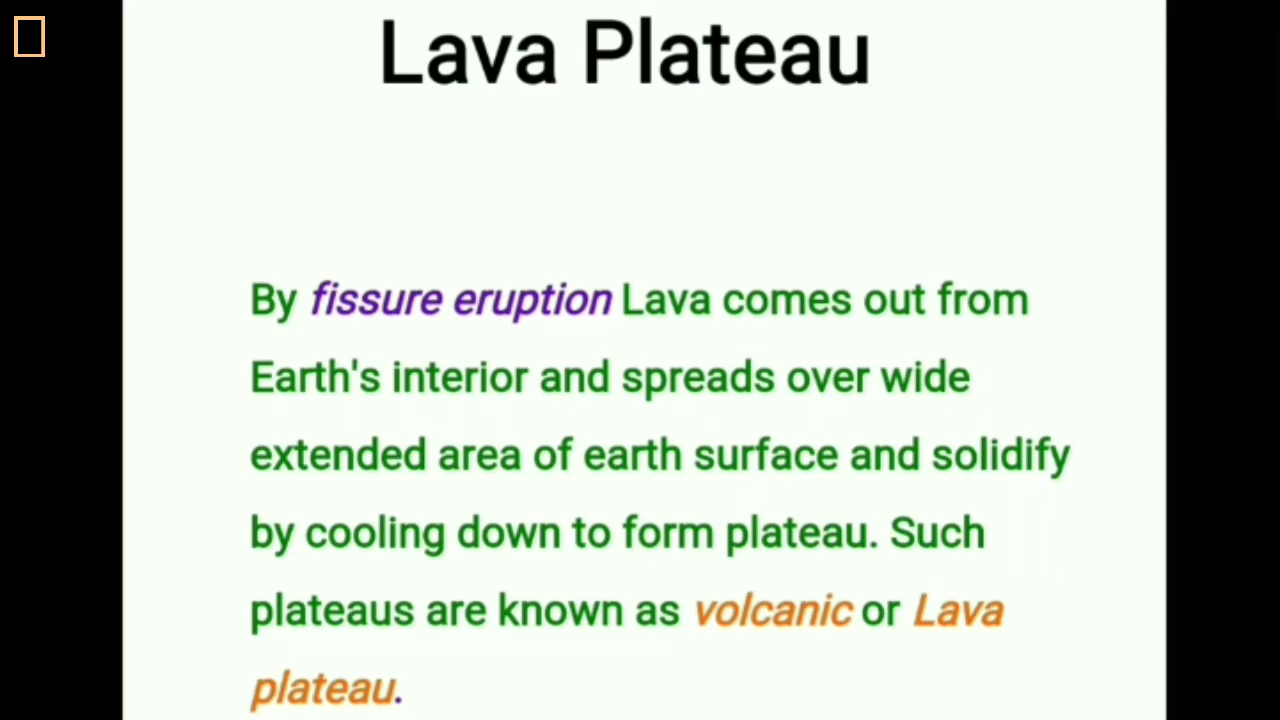 Lava Plateau
By fissure eruption Lava comes out from
Earth's interior and spreads over wide
extended area of earth surface and solidify
by cooling down to form plateau. Such
plateaus are known as volcanic or Lava
plateau.